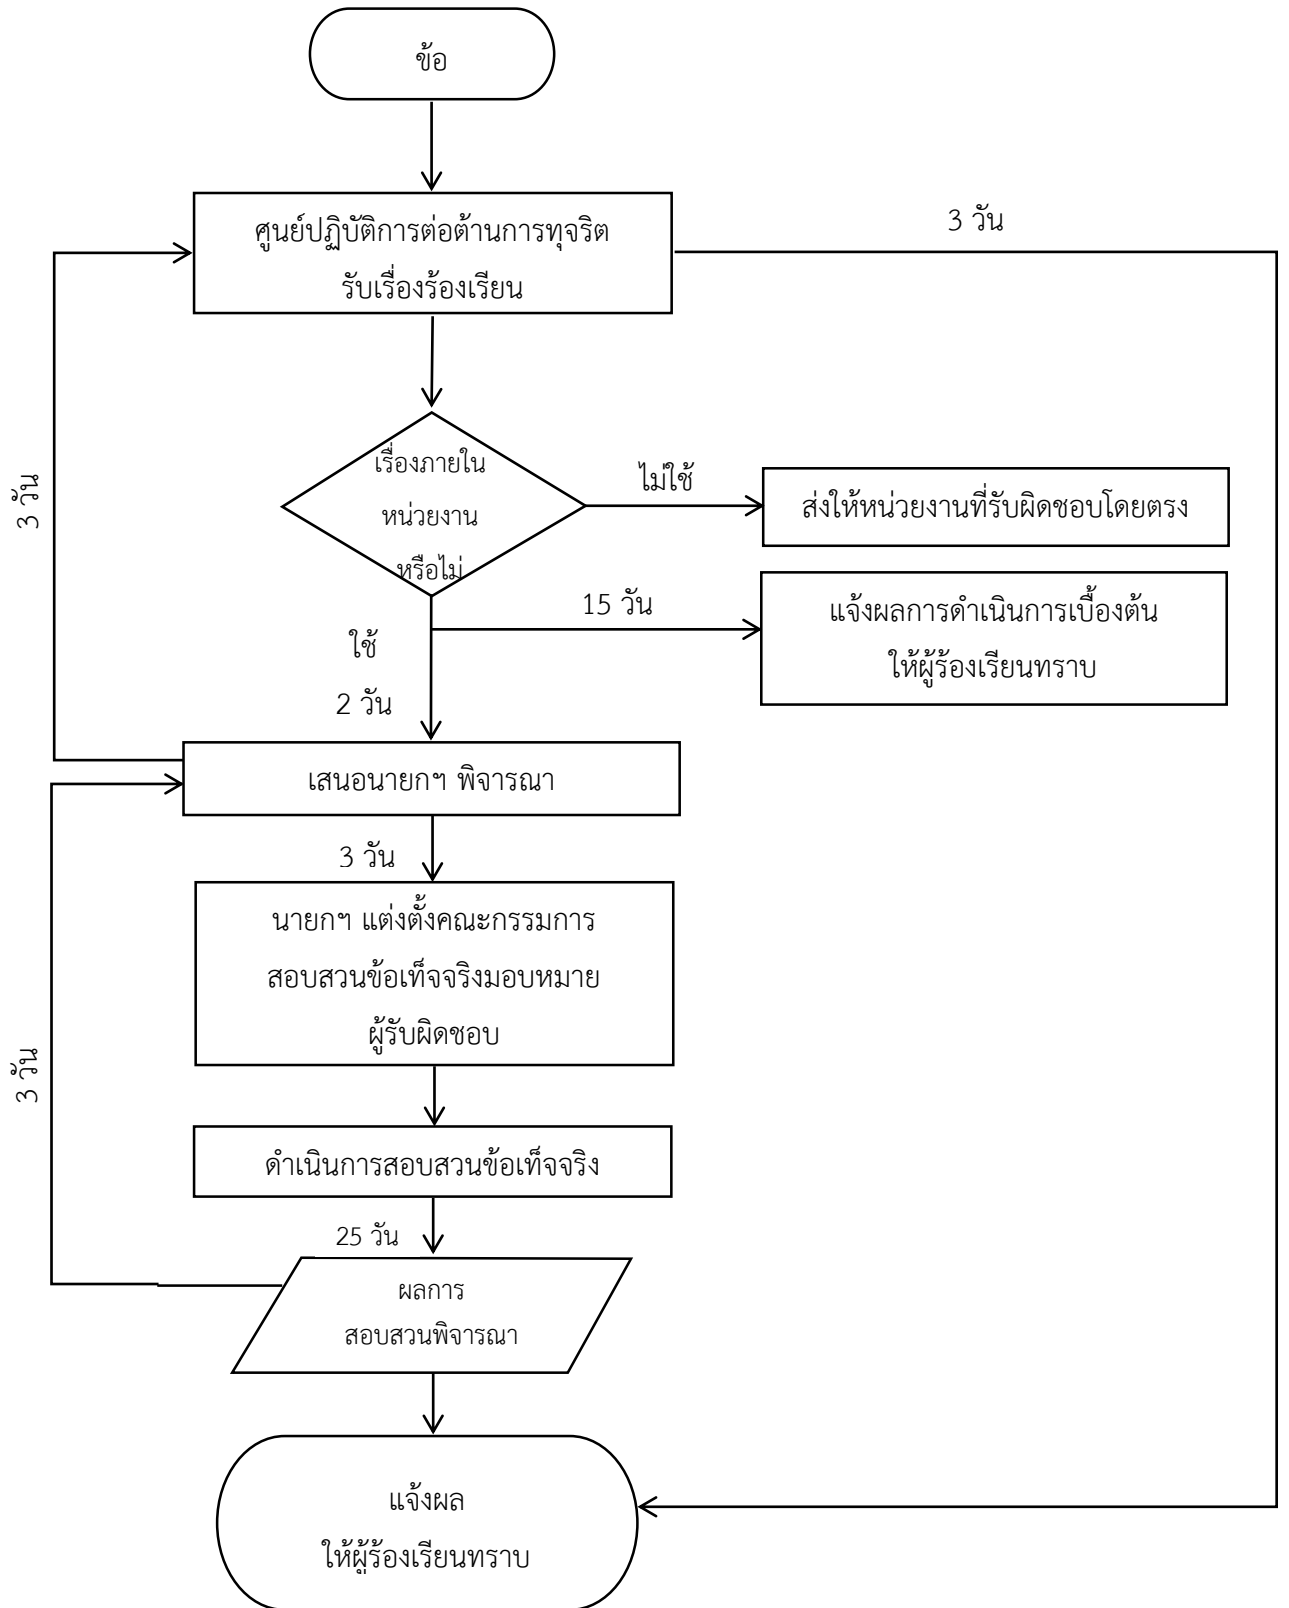 ข้อ
ศูนย์ปฏิบัติการต่อต้านการทุจริต
รับเรื่องร้องเรียน
3 วัน
เรื่องภายใน
หน่วยงาน
หรือไม่
ไม่ใช้
ส่งให้หน่วยงานที่รับผิดชอบโดยตรง
3 วัน
15 วัน
แจ้งผลการดำเนินการเบื้องต้น
ให้ผู้ร้องเรียนทราบ
ใช้
2 วัน
เสนอนายกฯ พิจารณา
3 วัน
นายกฯ แต่งตั้งคณะกรรมการ
สอบสวนข้อเท็จจริงมอบหมาย
ผู้รับผิดชอบ
3 วัน
ดำเนินการสอบสวนข้อเท็จจริง
25 วัน
ผลการ
สอบสวนพิจารณา
แจ้งผล
ให้ผู้ร้องเรียนทราบ